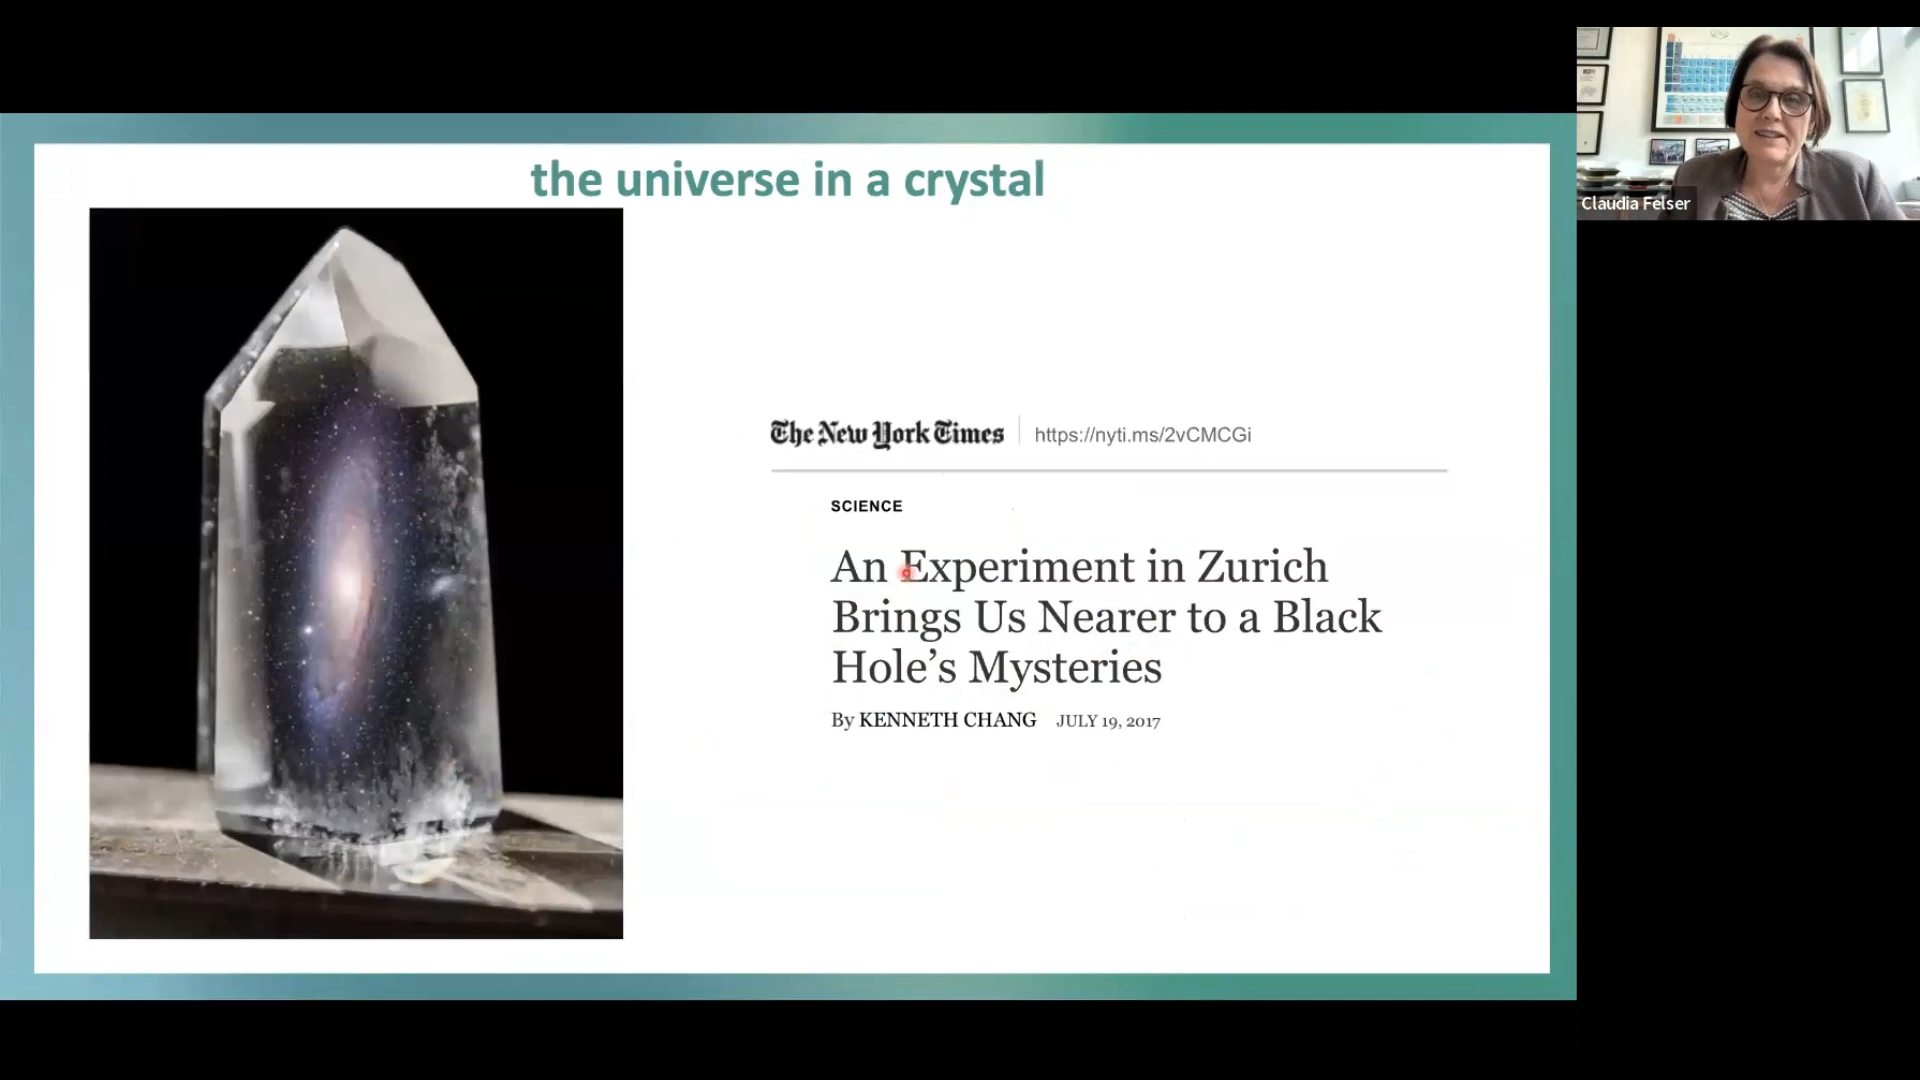 the universe in a crystal
The New York Times
https://nyti.ms/2vCMCGi
SCIENCE
An Experiment in Zurich
Brings Us Nearer to a Black
Hole’s Mysteries
By KENNETH CHANG JULY 19, 2017
Claudia Felser